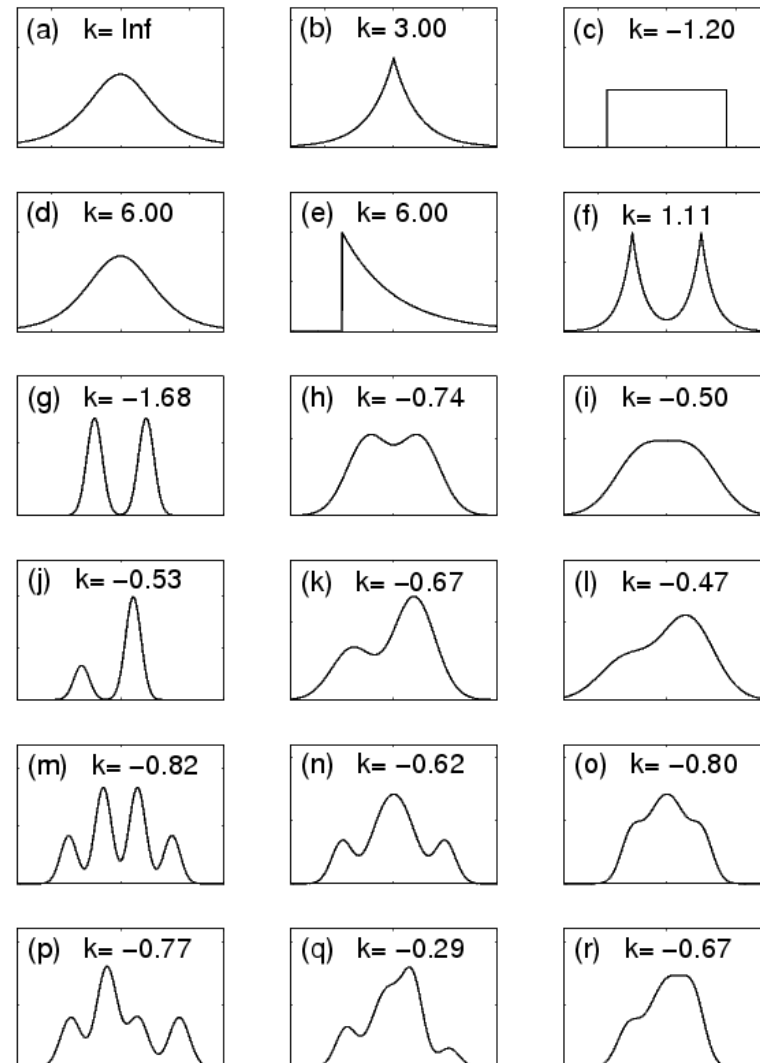 (a) k= Inf
(b) k= 3.00
(c) k= −1.20
(d) k= 6.00
(e) k= 6.00
(f) k= 1.11
(g) k= −1.68
(h) k= −0.74
(i) k= −0.50
(j) k= −0.53
(k) k= −0.67
(l) k= −0.47
(m) k= −0.82
(n) k= −0.62
(o) k= −0.80
(p) k= −0.77
(q) k= −0.29
(r) k= −0.67